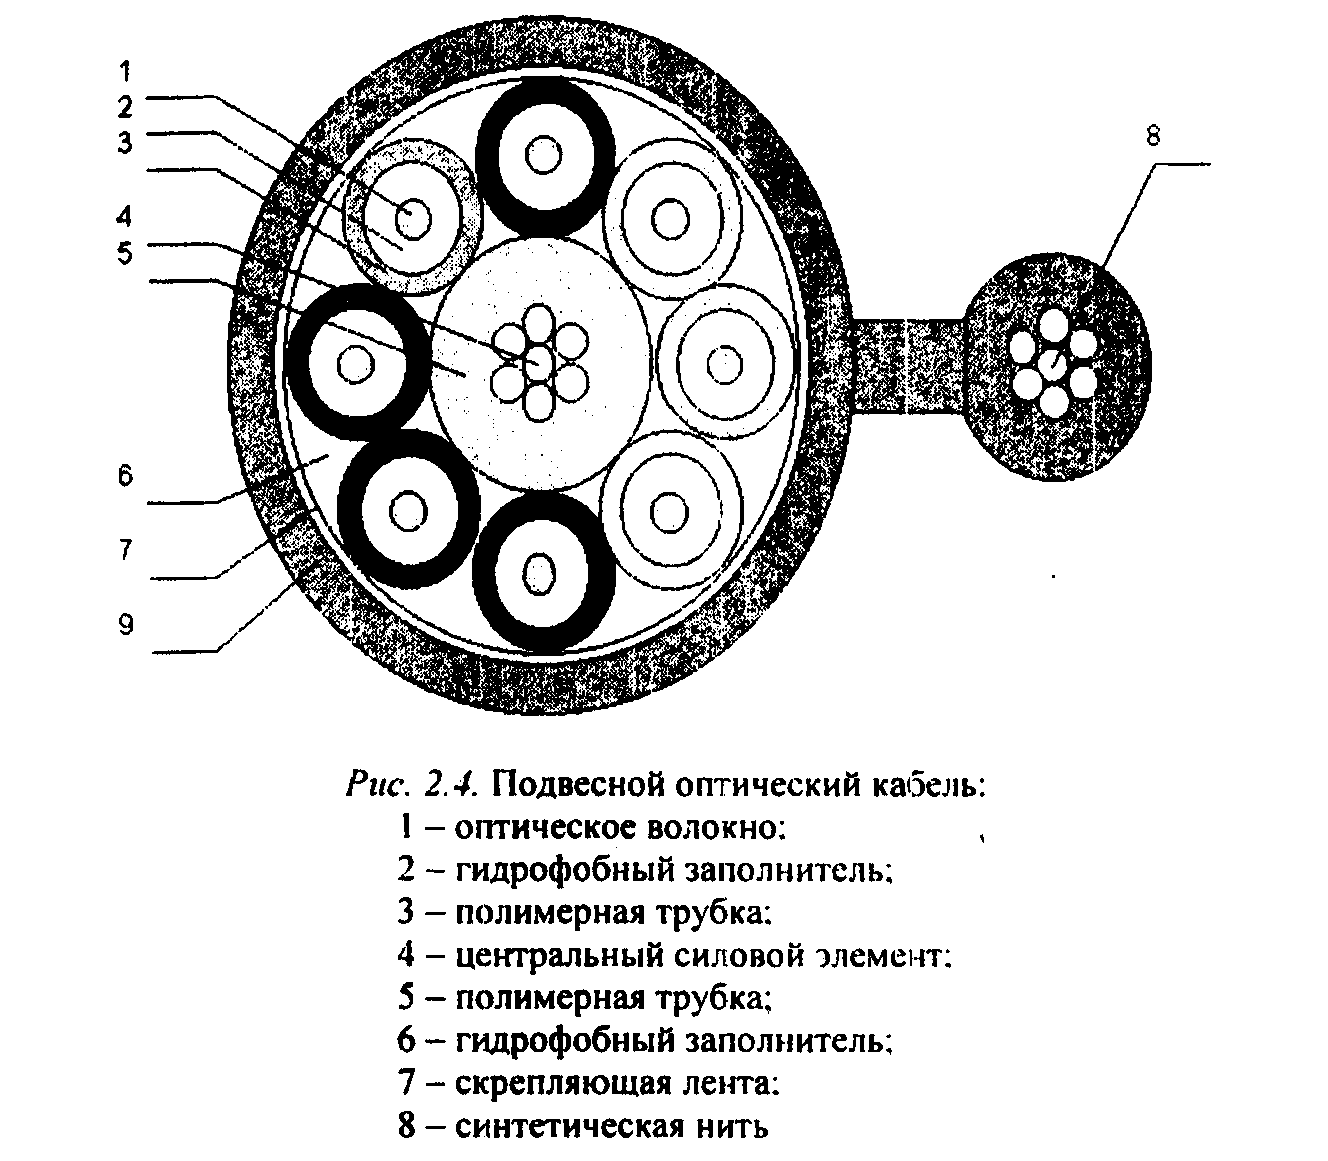 1
2
3
4
5
6
7
9
8
Рис. 2.4. Подвесной оптический кабель:
1 – оптическое волокно:
2 – гидрофобный заполнитель;
3 – полимерная трубка:
4 – центральный силовой элемент:
5 – полимерная трубка;
6 – гидрофобный заполнитель;
7 – скрепляющая лента:
8 – синтетическая нить